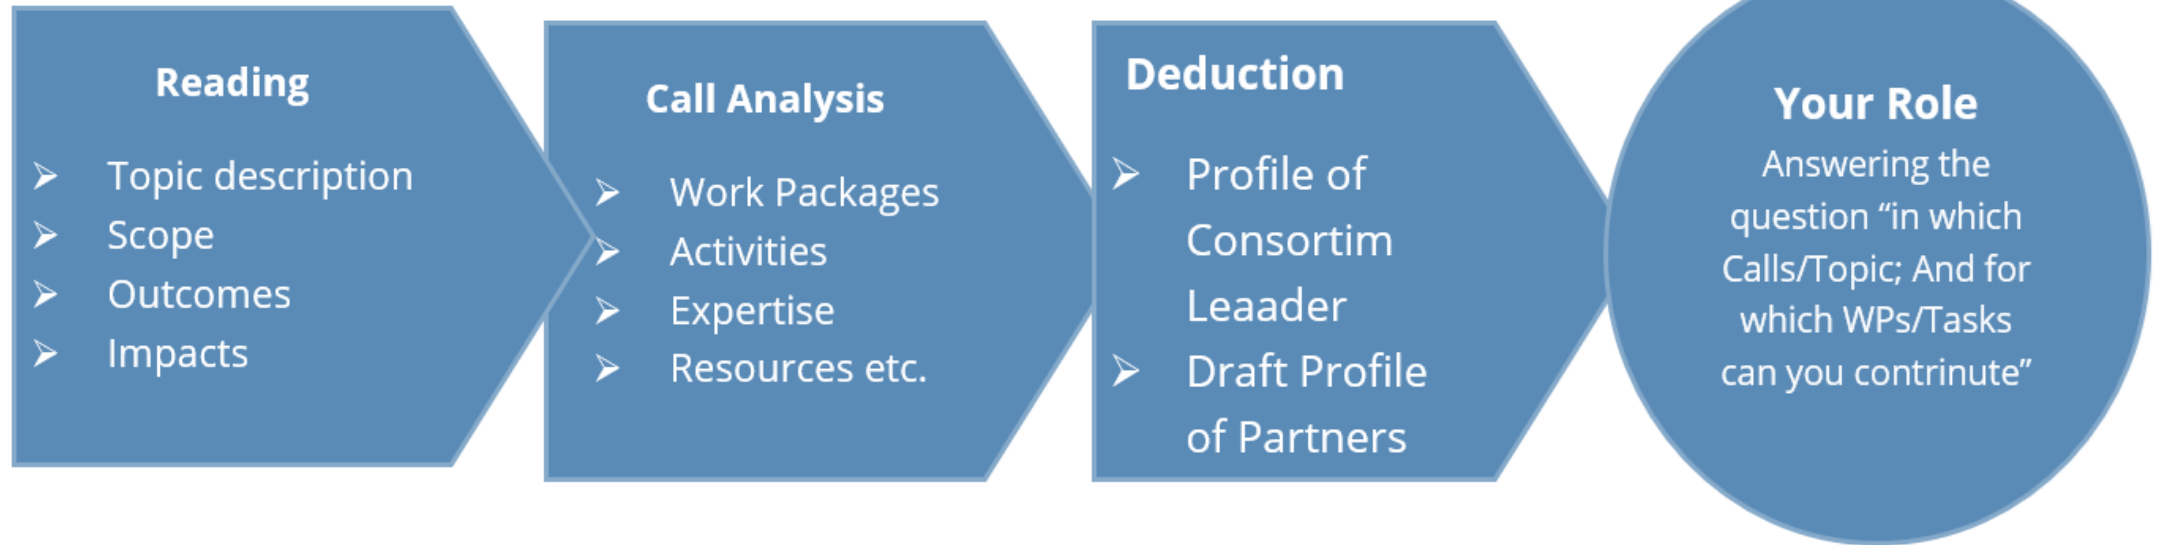 Reading
Topic description
Scope
Outcomes
Impacts
Call Analysis
Work Packages
Activities
Expertise
Resources etc.
Deduction
Profile of
Consortim
Leaader
Draft Profile
of Partners
Your Role
Answering the
question “in which
Calls/Topic; And for
which WPs/Tasks
can you contrinute”